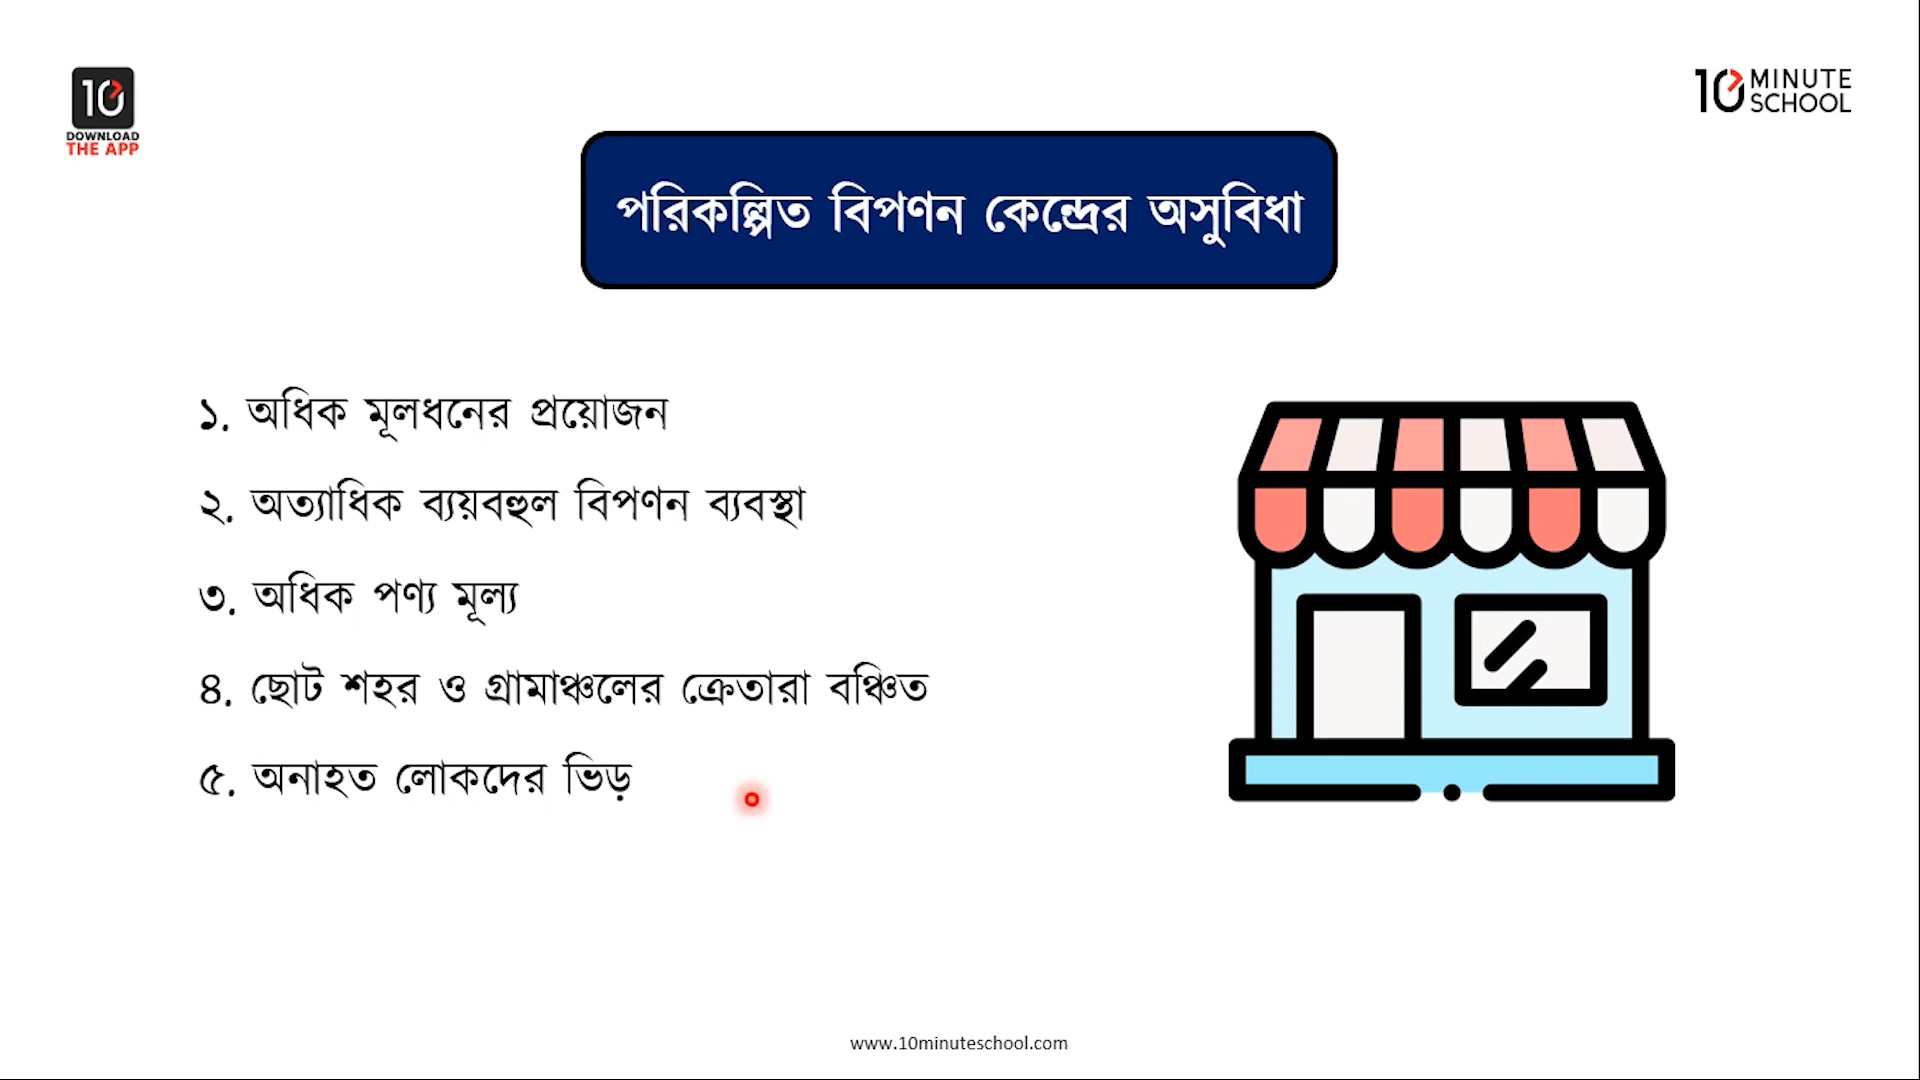 10
DOWNLOAD
THE APP
10 MINUTE
SCHOOL
পরিকল্পিত বিপণন কেন্দ্রের অসুবিধা
১. অধিক মূলধনের প্রয়োজন
২. অত্যাধিক ব্যয়বহুল বিপণন ব্যবস্থা
৩. অধিক পণ্য মূল্য
৪. ছোট শহর ও গ্রামাঞ্চলের ক্রেতারা বঞ্চিত
৫. অনাহত লোকদের ভিড়
www.10minuteschool.com